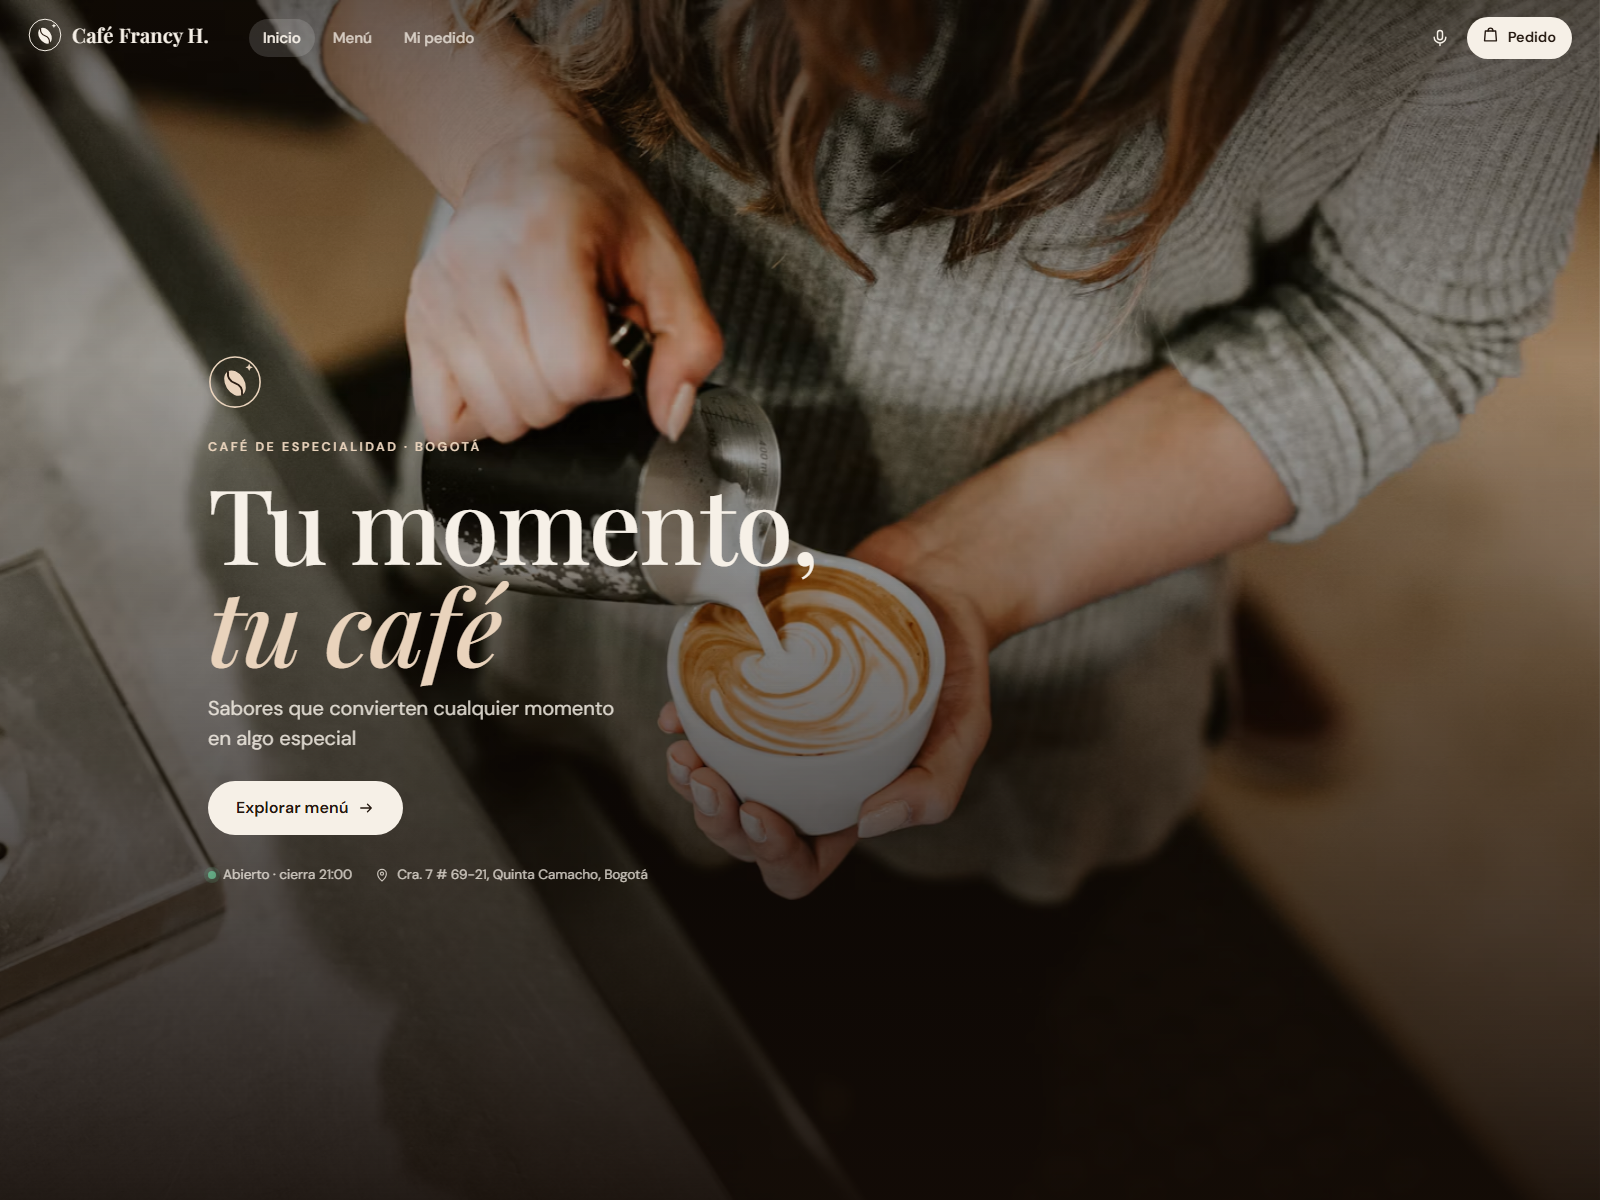 Café Francy H.
Inicio
Menú
Mi pedido
Pedido
CAFÉ DE ESPECIALIDAD · BOGOTÁ
Tu momento,
tu café
Sabores que convierten cualquier momento
en algo especial
Explorar menú →
Abierto · cierra 21:00
Cra. 7 # 69-21, Quinta Camacho, Bogotá